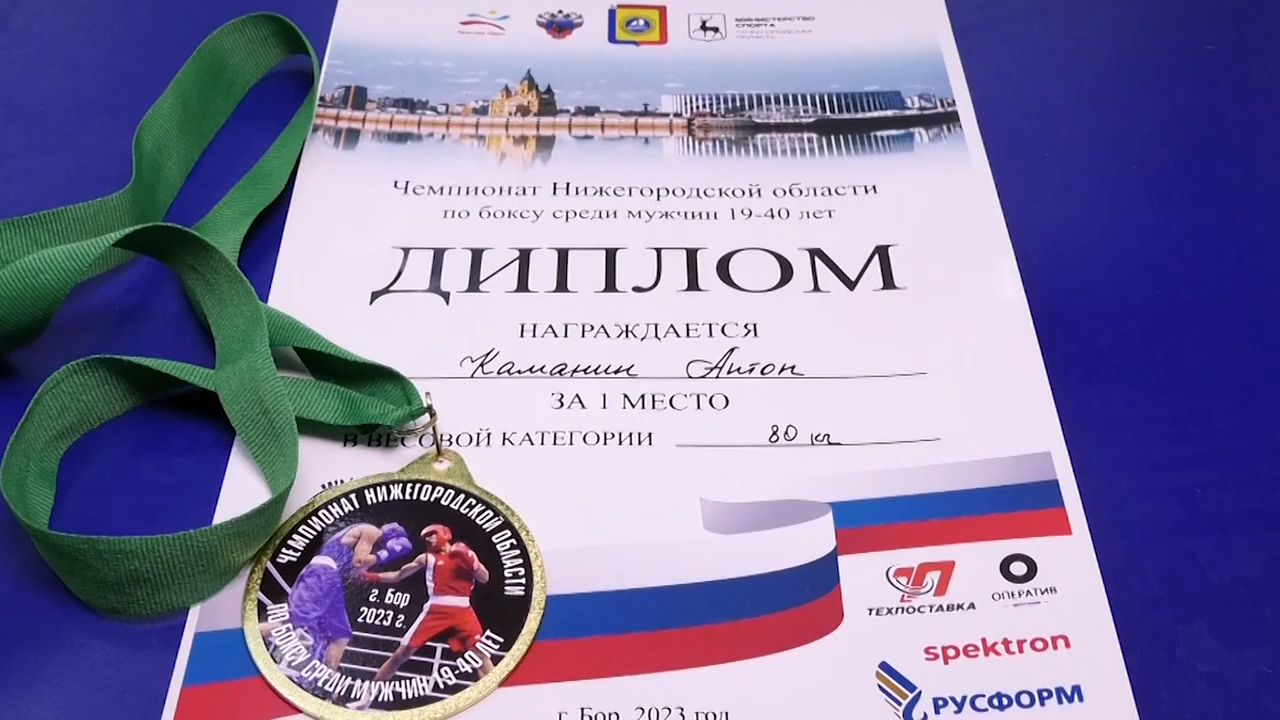 МИНИСТЕРСТВО
СПОРТА
Чемпионат Нижегородской области
по боксу среди мужчин 19-40 лет
ДИПЛОМ
НАГРАЖДАЕТСЯ
Каманин Антон
ЗА 1 МЕСТО
В ВЕСОВОЙ КАТЕГОРИИ 80 кг
ЧЕМПИОНАТ НИЖЕГОРОДСКОЙ ОБЛАСТИ
г. Бор
2023 г.
ПО БОКСУ СРЕДИ МУЖЧИН 19-40 ЛЕТ
ТЕХПОСТАВКА
ОПЕРАТИВ
spektron
РУСФОРМ
г. Бор, 2023 год